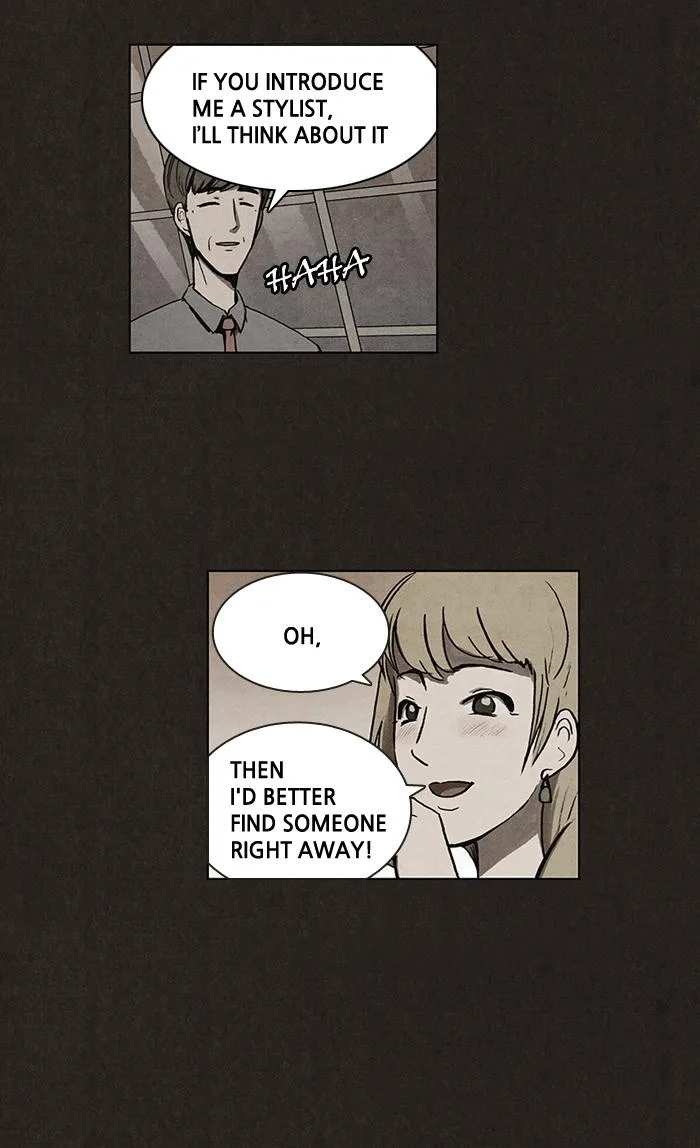 IF YOU INTRODUCE
ME A STYLIST,
I'LL THINK ABOUT IT
HAHA
OH,
THEN
I'D BETTER
FIND SOMEONE
RIGHT AWAY!